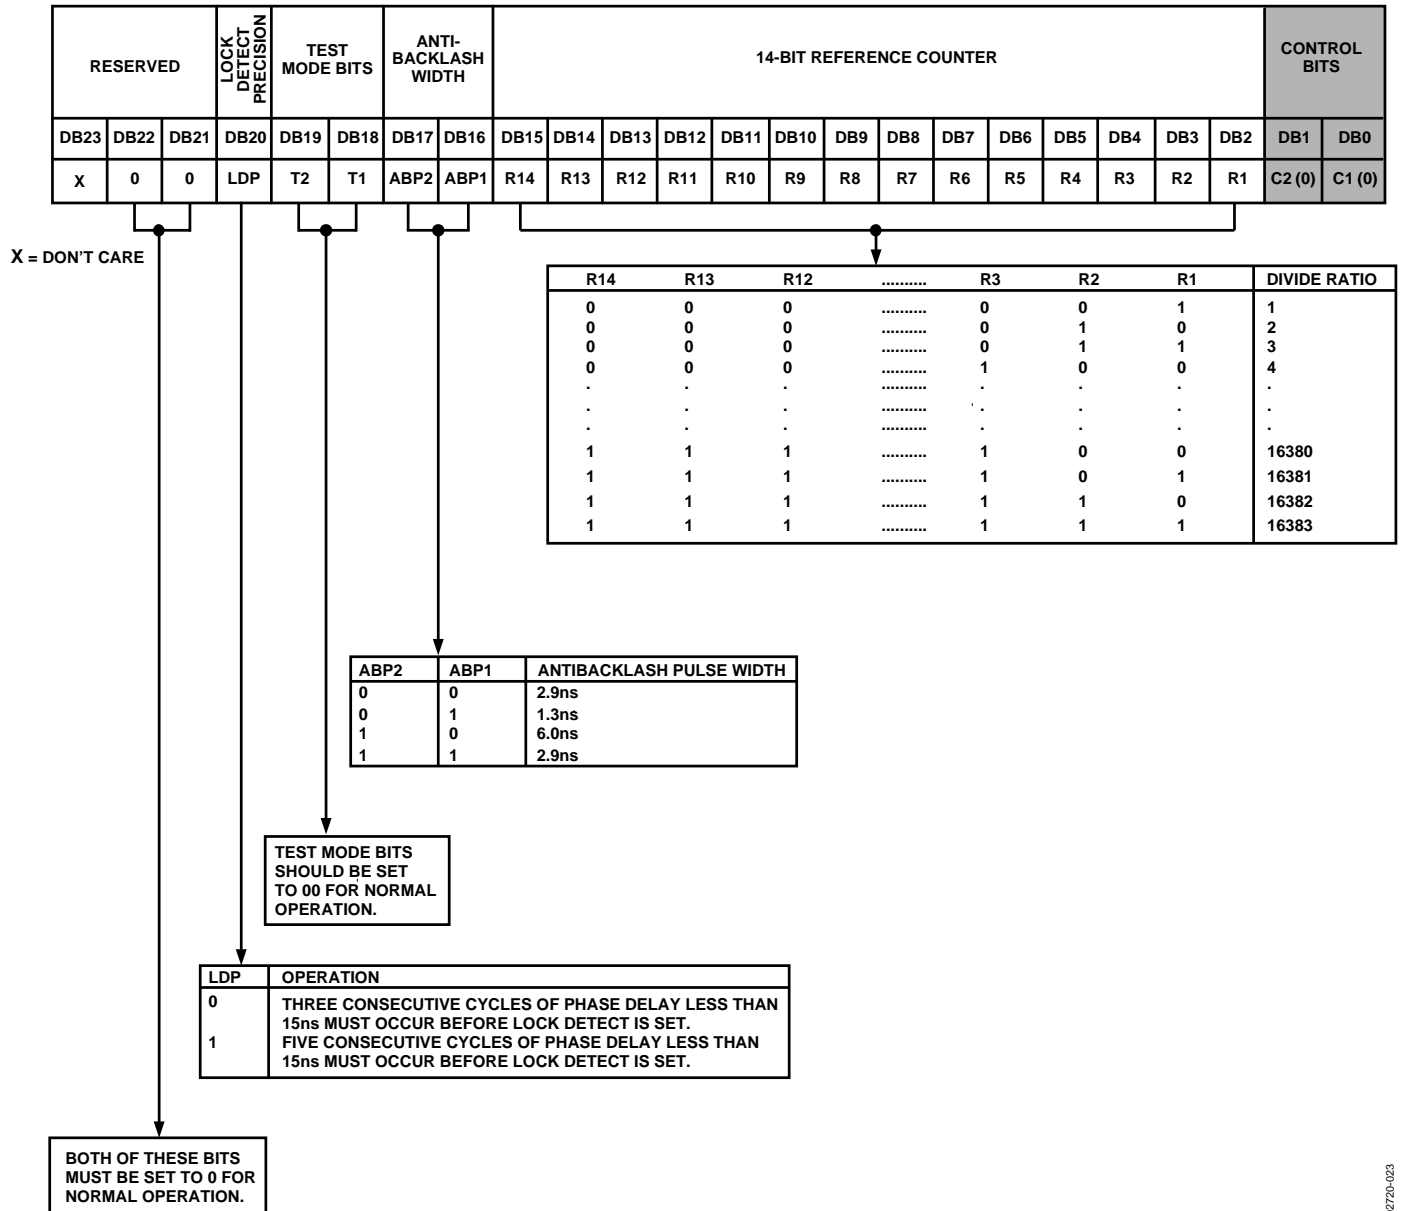 RESERVED
LOCK
DETECT
PRECISION
TEST
MODE BITS
ANTI-
BACKLASH
WIDTH
14-BIT REFERENCE COUNTER
CONTROL
BITS
DB23 DB22 DB21 DB20 DB19 DB18 DB17 DB16 DB15 DB14 DB13 DB12 DB11 DB10 DB9 DB8 DB7 DB6 DB5 DB4 DB3 DB2 DB1 DB0
X 0 0 LDP T2 T1 ABP2 ABP1 R14 R13 R12 R11 R10 R9 R8 R7 R6 R5 R4 R3 R2 R1 C2 (0) C1 (0)
X = DON'T CARE
R14 R13 R12 .......... R3 R2 R1 DIVIDE RATIO
0 0 0 .......... 0 0 1 1
0 0 0 .......... 0 1 0 2
0 0 0 .......... 0 1 1 3
0 0 0 .......... 1 0 0 4
. . . .......... . . . .
. . . .......... . . . .
. . . .......... . . . .
1 1 1 .......... 1 0 0 16380
1 1 1 .......... 1 0 1 16381
1 1 1 .......... 1 1 0 16382
1 1 1 .......... 1 1 1 16383
ABP2 ABP1 ANTIBACKLASH PULSE WIDTH
0 0 2.9ns
0 1 1.3ns
1 0 6.0ns
1 1 2.9ns
TEST MODE BITS
SHOULD BE SET
TO 00 FOR NORMAL
OPERATION.
LDP OPERATION
0 THREE CONSECUTIVE CYCLES OF PHASE DELAY LESS THAN
15ns MUST OCCUR BEFORE LOCK DETECT IS SET.
1 FIVE CONSECUTIVE CYCLES OF PHASE DELAY LESS THAN
15ns MUST OCCUR BEFORE LOCK DETECT IS SET.
BOTH OF THESE BITS
MUST BE SET TO 0 FOR
NORMAL OPERATION.